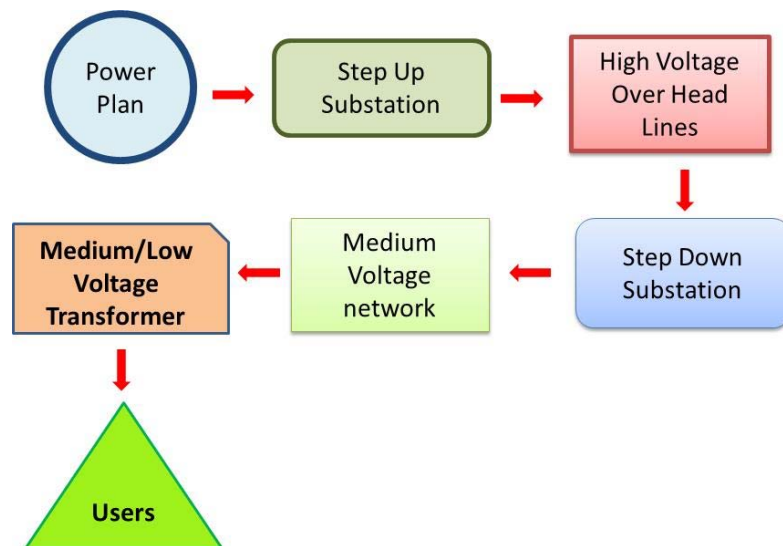 Power
Plan
Step Up
Substation
High Voltage
Over Head
Lines
Step Down
Substation
Medium
Voltage
network
Medium/Low
Voltage
Transformer
Users